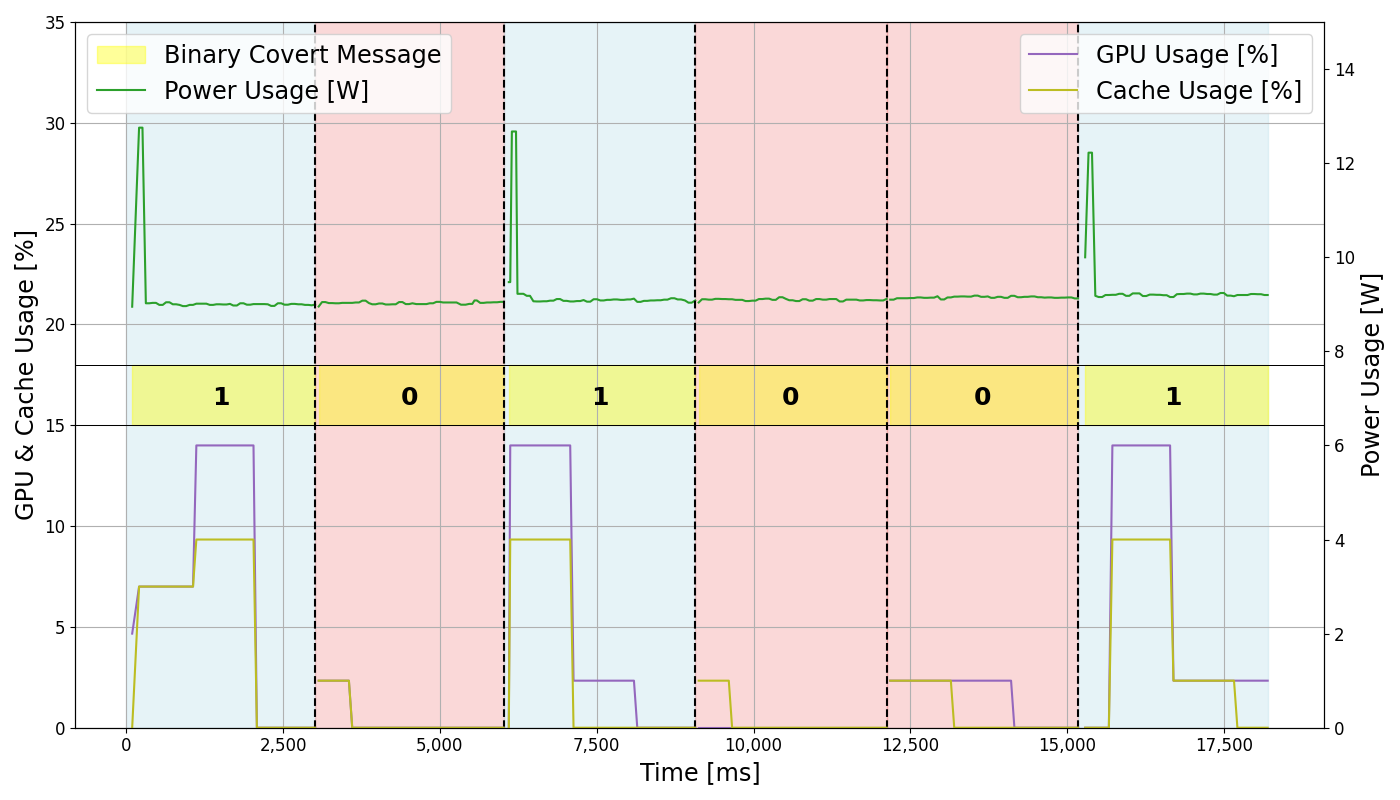 Binary Covert Message
Power Usage [W]
GPU Usage [%]
Cache Usage [%]
GPU & Cache Usage [%]
35
30
25
20
15
10
5
0
1 0 1 0 0 1
14
12
10
8
6
4
2
0
Power Usage [W]
0 2,500 5,000 7,500 10,000 12,500 15,000 17,500
Time [ms]